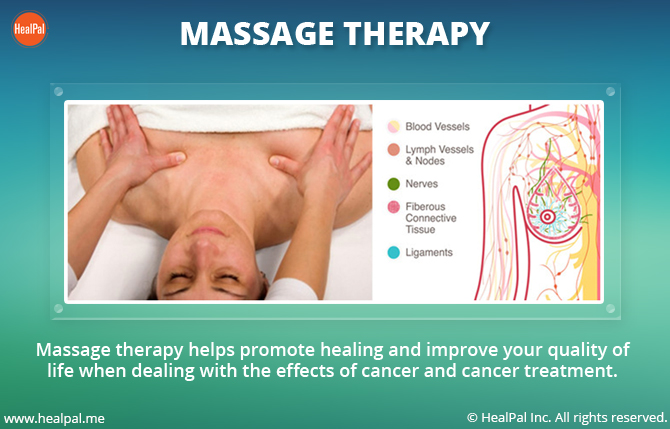 HealPal
MASSAGE THERAPY
Blood Vessels
Lymph Vessels
& Nodes
Nerves
Fiberous
Connective
Tissue
Ligaments
Massage therapy helps promote healing and improve your quality of
life when dealing with the effects of cancer and cancer treatment.
www.healpal.me
© HealPal Inc. All rights reserved.